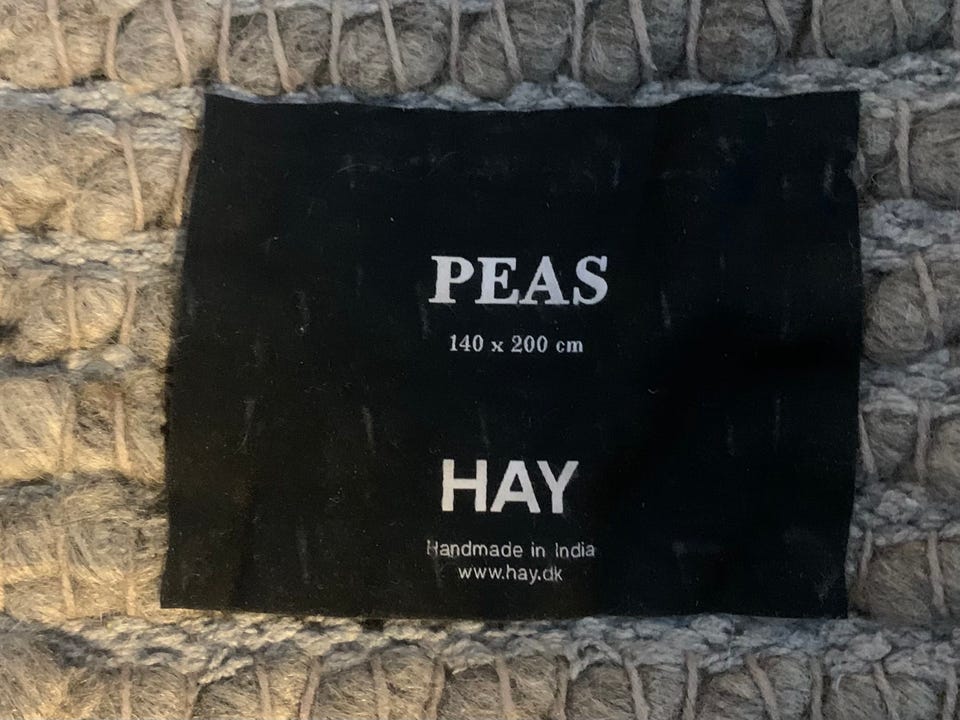 PEAS
140 x 200 cm
HAY
Handmade in India
www.hay.dk